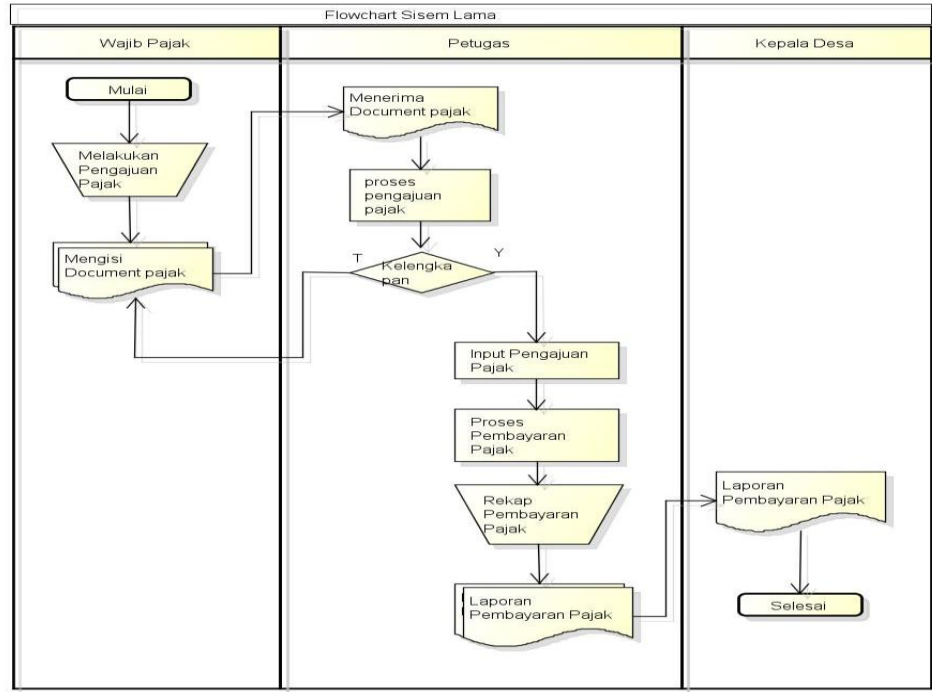 Flowchart Sisem Lama
Wajib Pajak
Petugas
Kepala Desa
Mulai
Melakukan
Pengajuan
Pajak
Mengisi
Document pajak
Menerima
Document pajak
proses
pengajuan
pajak
T
Kelengka
pan
Y
Input Pengajuan
Pajak
Proses
Pembayaran
Pajak
Rekap
Pembayaran
Pajak
Laporan
Pembayaran Pajak
Laporan
Pembayaran Pajak
Selesai